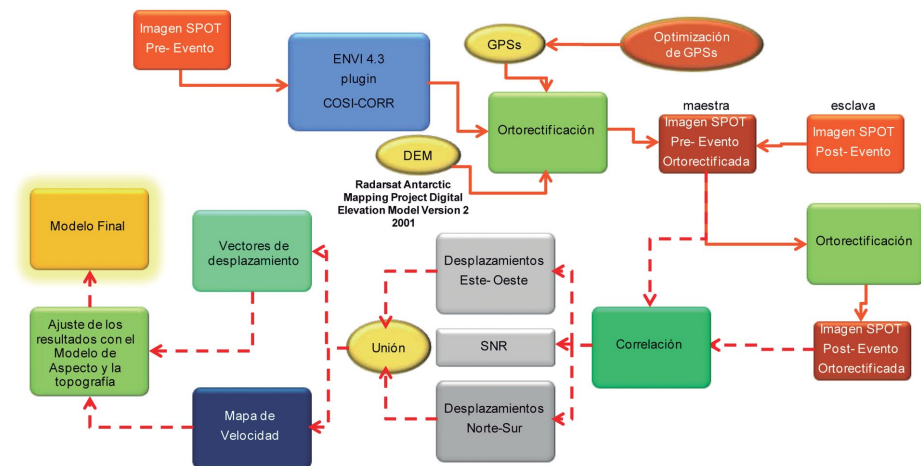 Imagen SPOT
Pre- Evento
ENVI 4.3
plugin
COSI-CORR
GPSs
Optimización
de GPSs
Ortorectificación
DEM
Radarsat Antarctic
Mapping Project Digital
Elevation Model Version 2
2001
maestra
Imagen SPOT
Pre- Evento
Ortorectificada
esclava
Imagen SPOT
Post- Evento
Ortorectificación
Imagen SPOT
Post- Evento
Ortorectificada
Correlación
Desplazamientos
Este- Oeste
SNR
Desplazamientos
Norte-Sur
Unión
Vectores de
desplazamiento
Mapa de
Velocidad
Ajuste de los
resultados con el
Modelo de
Aspecto y la
topografía
Modelo Final